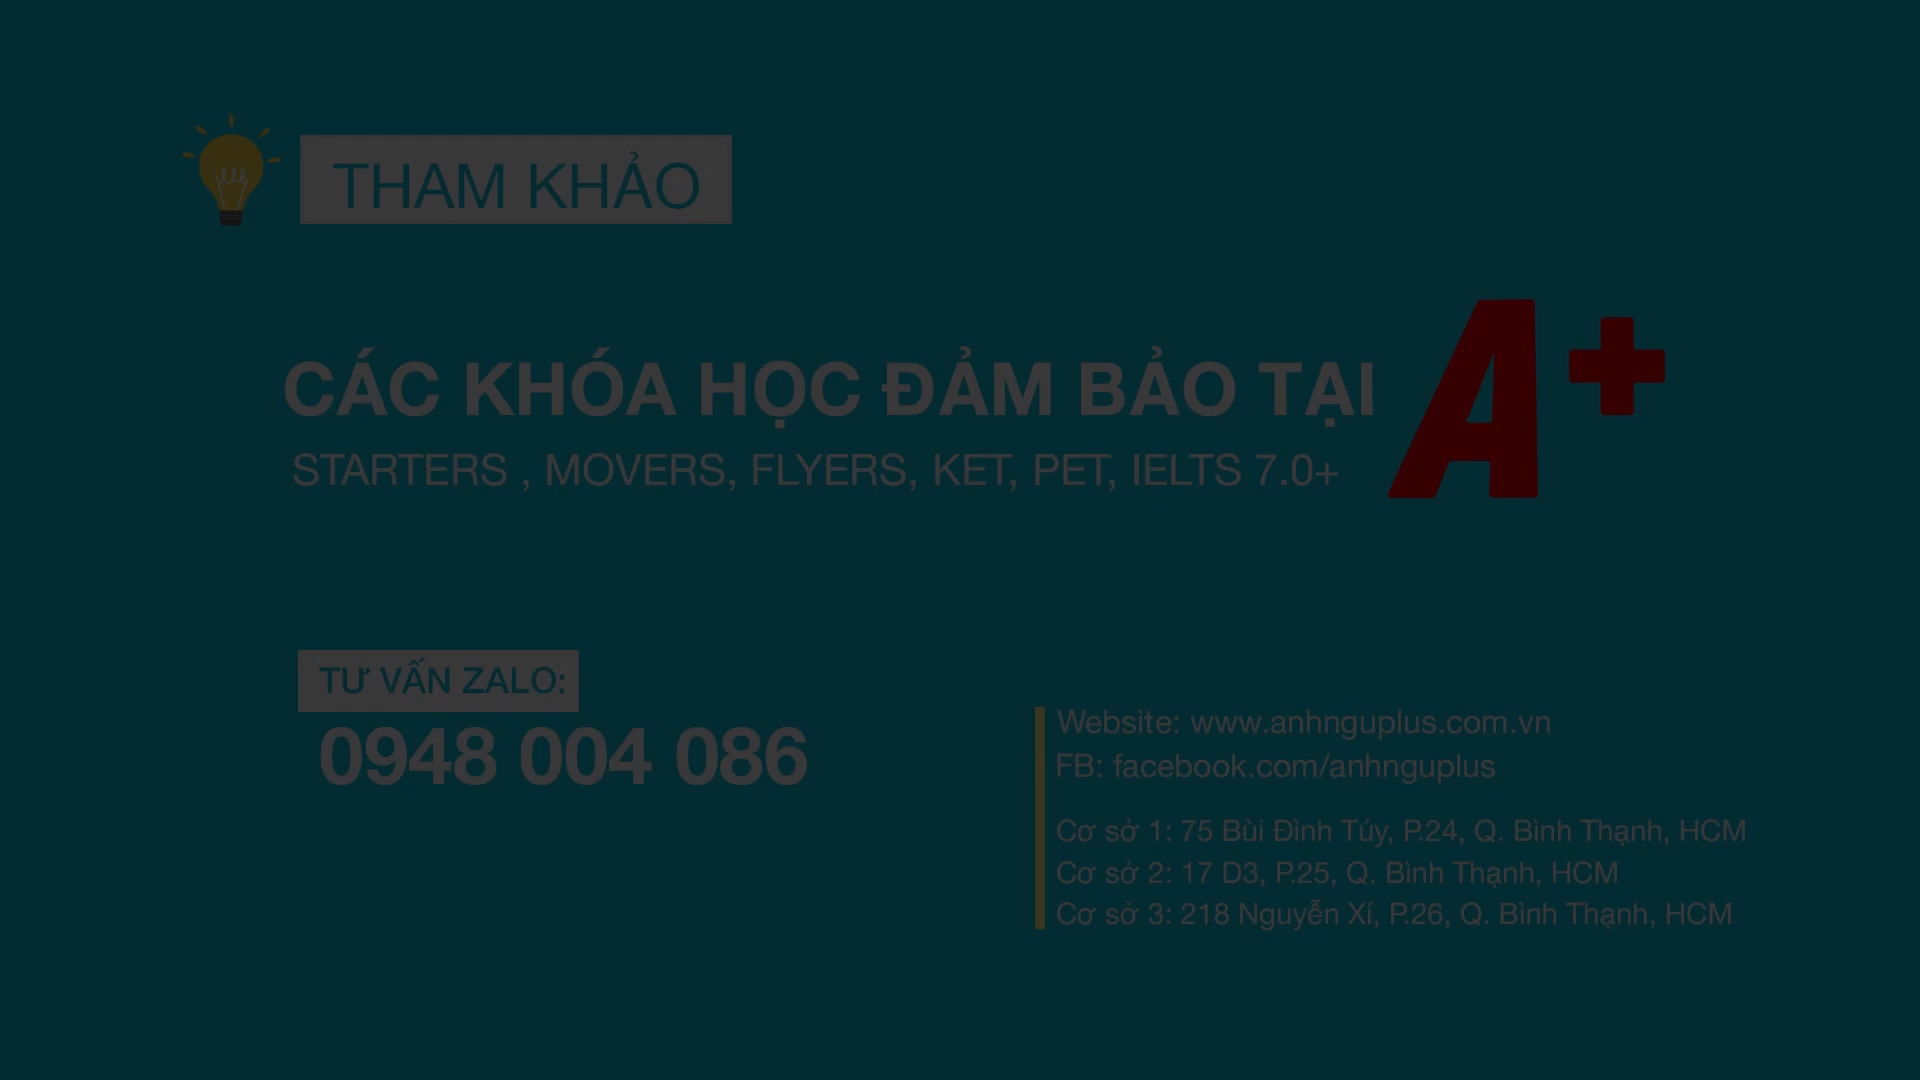 THAM KHẢO
CÁC KHÓA HỌC ĐẢM BẢO TẠI A+
STARTERS , MOVERS, FLYERS, KET, PET, IELTS 7.0+
TƯ VẤN ZALO:
0948 004 086
Website: www.anhnguplus.com.vn
FB: facebook.com/anhnguplus
Cơ sở 1: 75 Bùi Đình Túy, P.24, Q. Bình Thạnh, HCM
Cơ sở 2: 17 D3, P.25, Q. Bình Thạnh, HCM
Cơ sở 3: 218 Nguyễn Xí, P.26, Q. Bình Thạnh, HCM